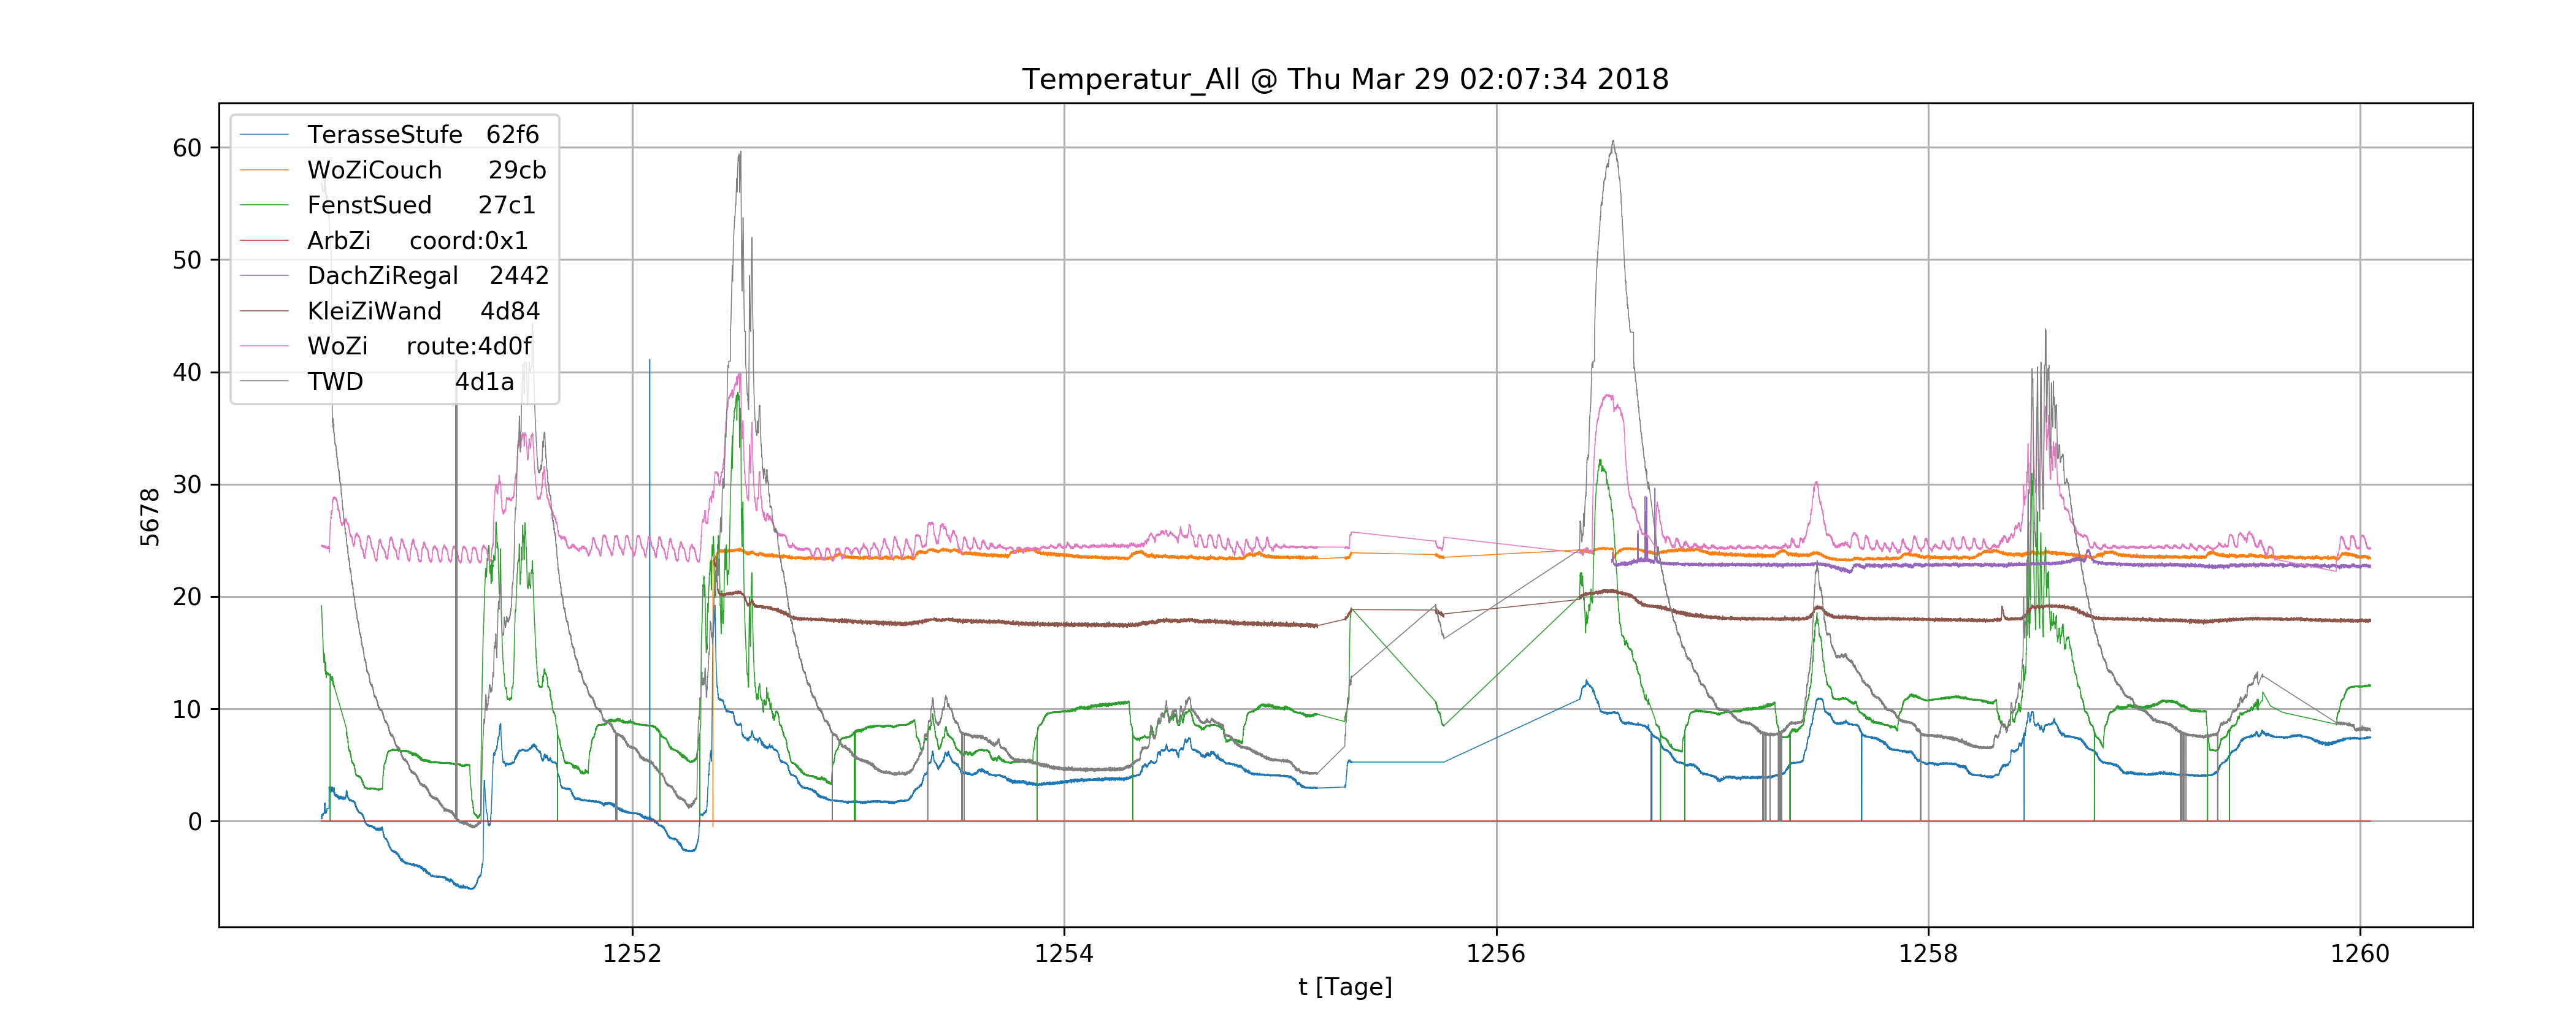 Temperatur_All @ Thu Mar 29 02:07:34 2018
60
50
40
30
20
10
0
5678
TerasseStufe 62f6
WoZiCouch 29cb
FenstSued 27c1
ArbZi coord:0x1
DachZiRegal 2442
KleiZiWand 4d84
WoZi route:4d0f
TWD 4d1a
1252 1254 1256 1258 1260
t [Tage]